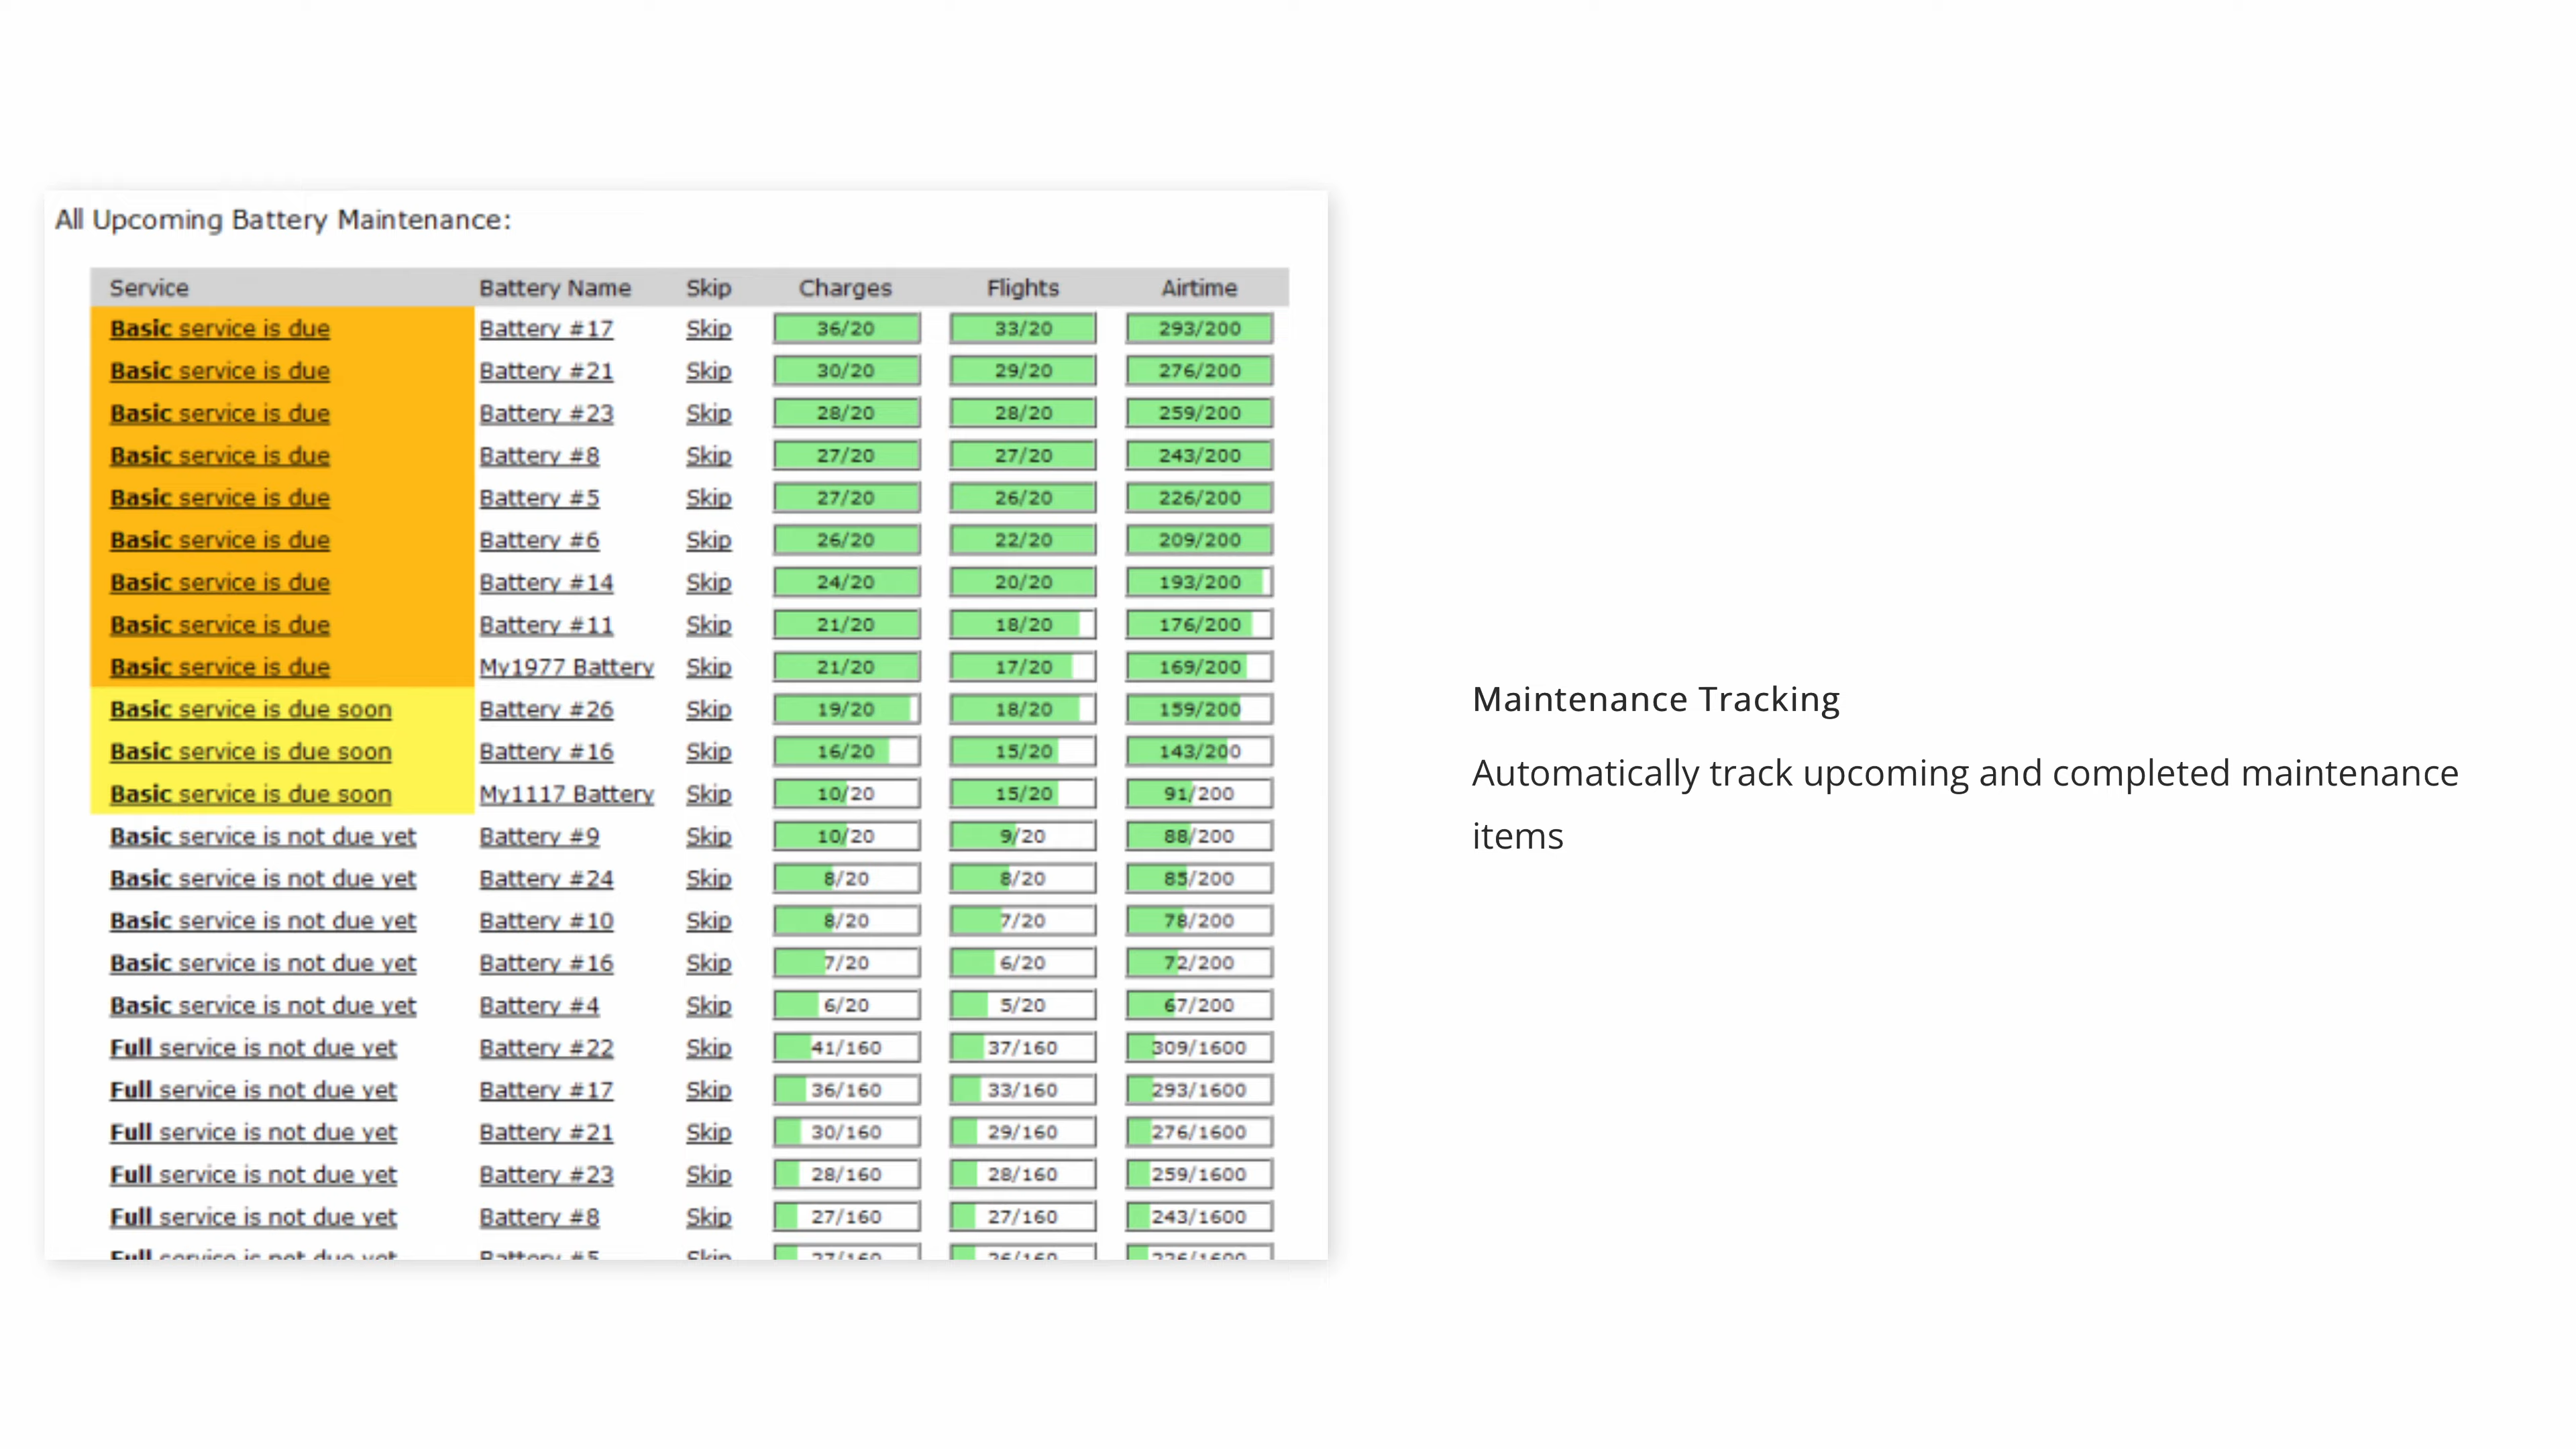 All Upcoming Battery Maintenance:
Service Battery Name Skip Charges Flights Airtime
Basic service is due Battery #17 Skip 36/20 33/20 293/200
Basic service is due Battery #21 Skip 30/20 29/20 276/200
Basic service is due Battery #23 Skip 28/20 28/20 259/200
Basic service is due Battery #8 Skip 27/20 27/20 243/200
Basic service is due Battery #5 Skip 27/20 26/20 226/200
Basic service is due Battery #6 Skip 26/20 22/20 209/200
Basic service is due Battery #14 Skip 24/20 20/20 193/200
Basic service is due Battery #11 Skip 21/20 18/20 176/200
Basic service is due My1977 Battery Skip 21/20 17/20 169/200
Basic service is due soon Battery #26 Skip 19/20 18/20 159/200
Basic service is due soon Battery #16 Skip 16/20 15/20 143/200
Basic service is due soon My1117 Battery Skip 10/20 15/20 91/200
Basic service is not due yet Battery #9 Skip 10/20 9/20 88/200
Basic service is not due yet Battery #24 Skip 8/20 8/20 85/200
Basic service is not due yet Battery #10 Skip 8/20 7/20 78/200
Basic service is not due yet Battery #16 Skip 7/20 6/20 72/200
Basic service is not due yet Battery #4 Skip 6/20 5/20 67/200
Full service is not due yet Battery #22 Skip 41/160 37/160 309/1600
Full service is not due yet Battery #17 Skip 36/160 33/160 293/1600
Full service is not due yet Battery #21 Skip 30/160 29/160 276/1600
Full service is not due yet Battery #23 Skip 28/160 28/160 259/1600
Full service is not due yet Battery #8 Skip 27/160 27/160 243/1600
Full service is not due yet Battery #5 Skip 27/160 26/160 226/1600
Maintenance Tracking
Automatically track upcoming and completed maintenance
items